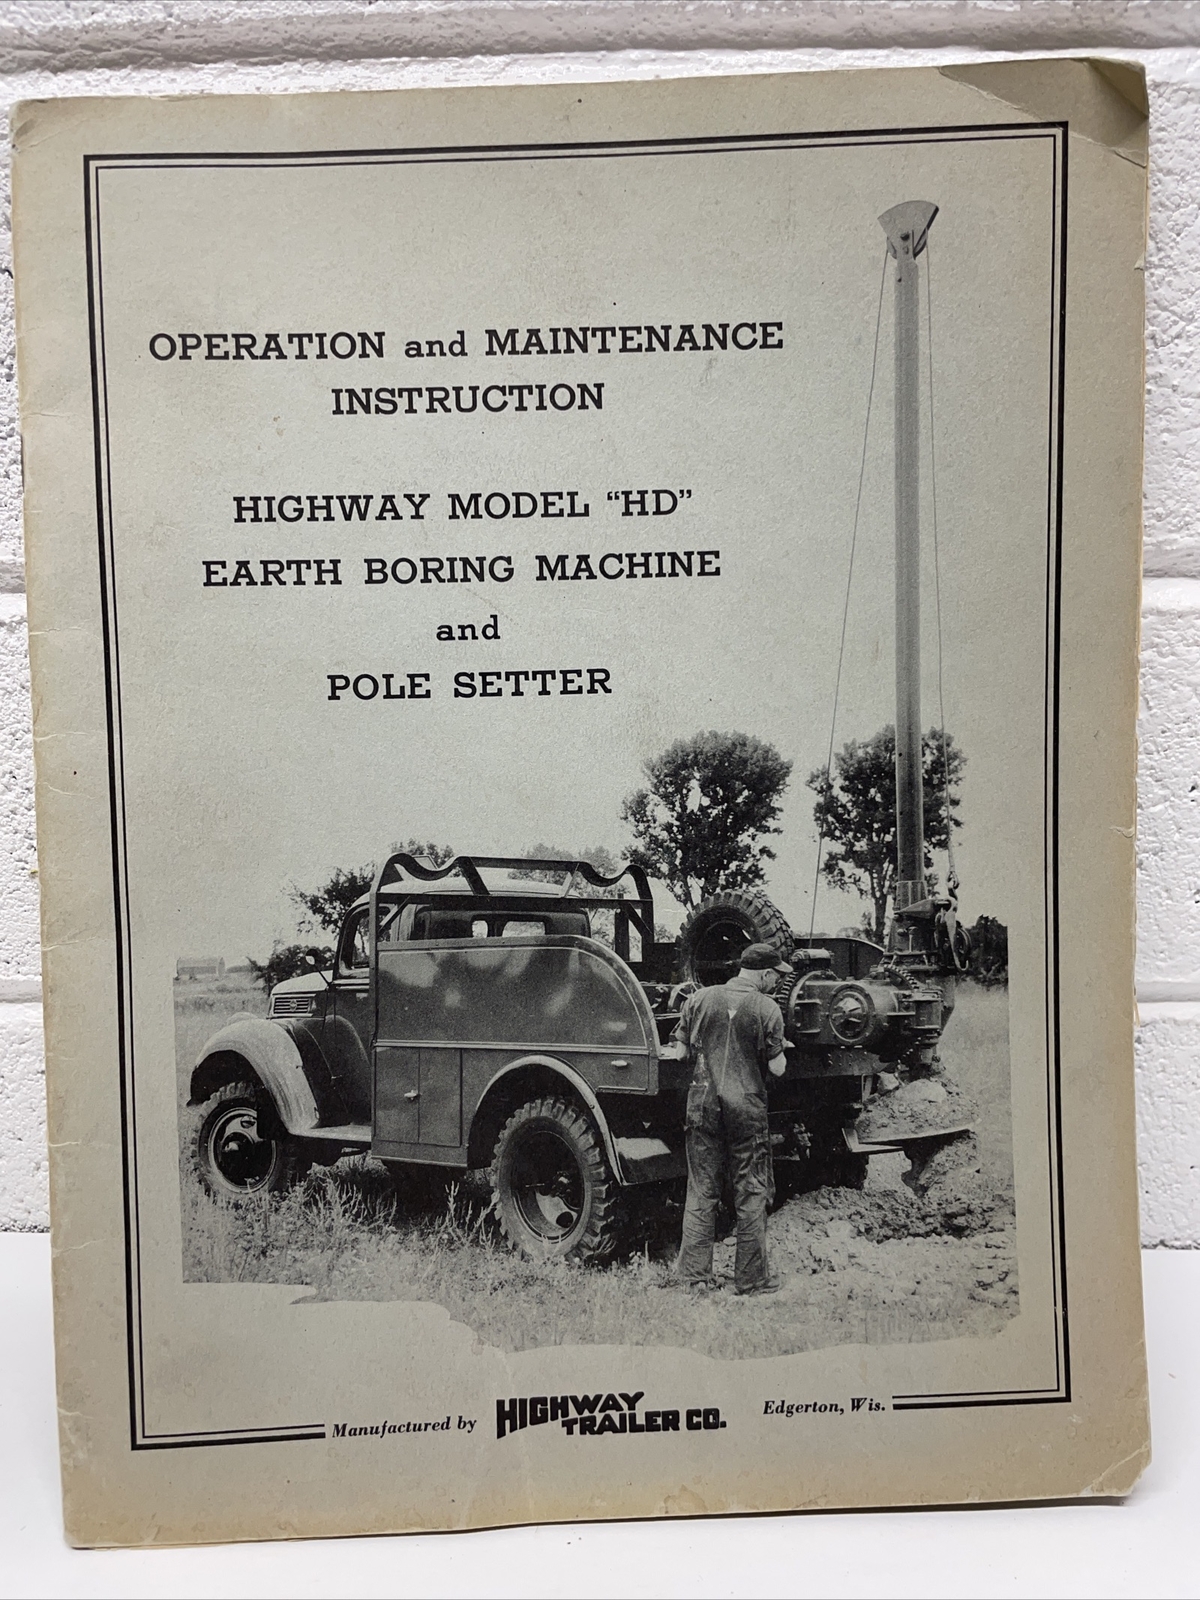 OPERATION and MAINTENANCE
INSTRUCTION
HIGHWAY MODEL “HD”
EARTH BORING MACHINE
and
POLE SETTER
Manufactured by HIGHWAY TRAILER CO. Edgerton, Wis.